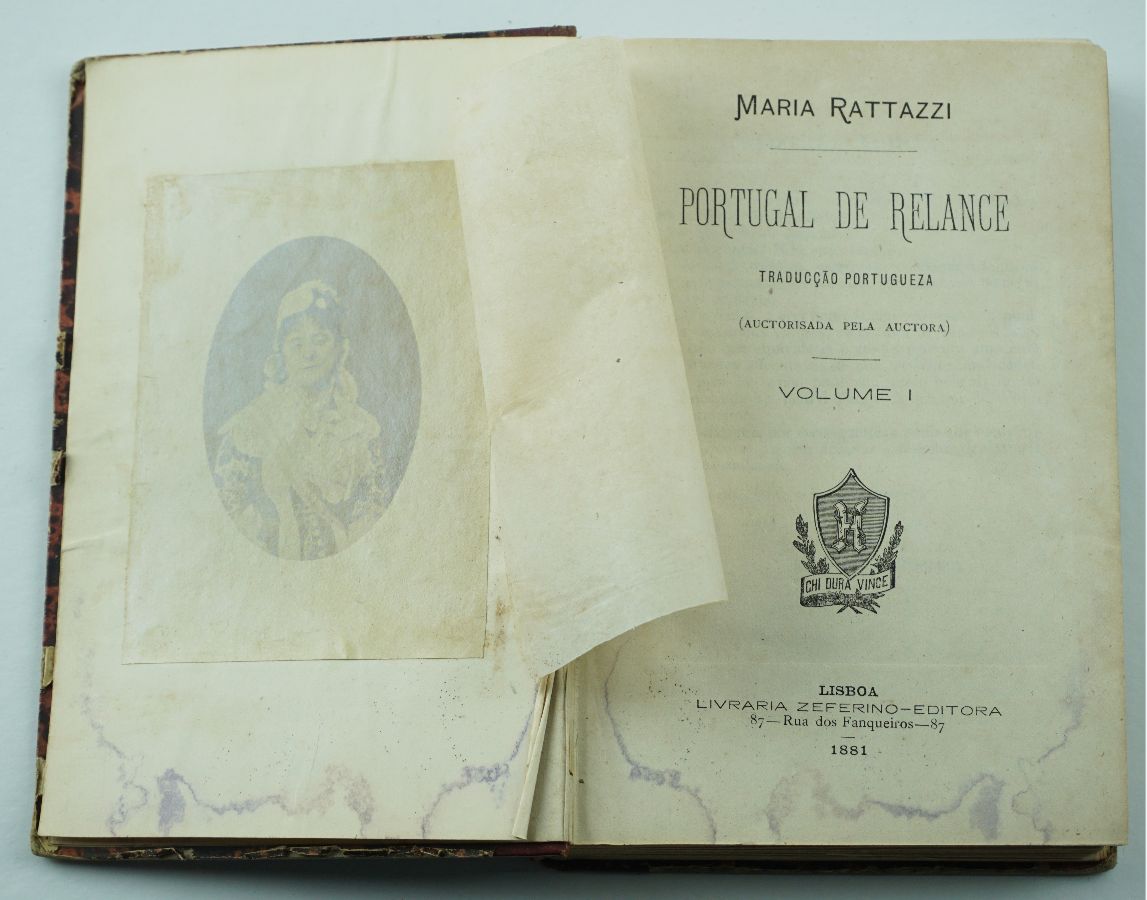 MARIA RATTAZZI
PORTUGAL DE RELANCE
TRADUCÇÃO PORTUGUEZA
(AUCTORISADA PELA AUCTORA)
VOLUME I
H
CHI DURA VINCE
LISBOA
LIVRARIA ZEFERINO-EDITORA
87—Rua dos Fanqueiros—87
1881